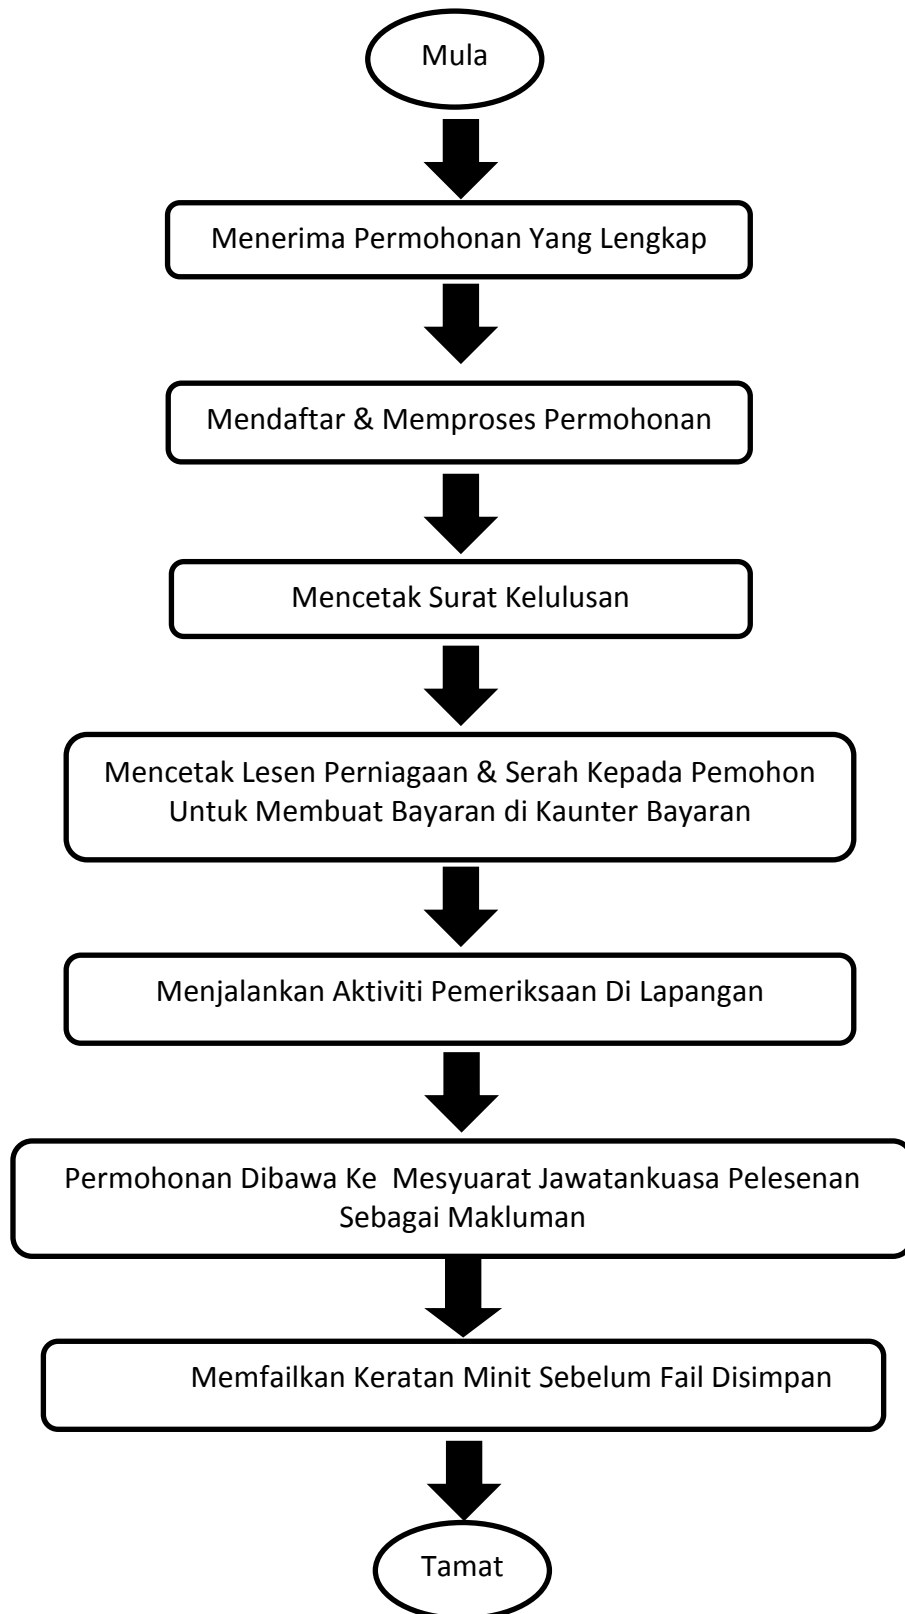 Mula
Menerima Permohonan Yang Lengkap
Mendaftar & Memproses Permohonan
Mencetak Surat Kelulusan
Mencetak Lesen Perniagaan & Serah Kepada Pemohon
Untuk Membuat Bayaran di Kaunter Bayaran
Menjalankan Aktiviti Pemeriksaan Di Lapangan
Permohonan Dibawa Ke  Mesyuarat Jawatankuasa Pelesenan
Sebagai Makluman
Memfailkan Keratan Minit Sebelum Fail Disimpan
Tamat